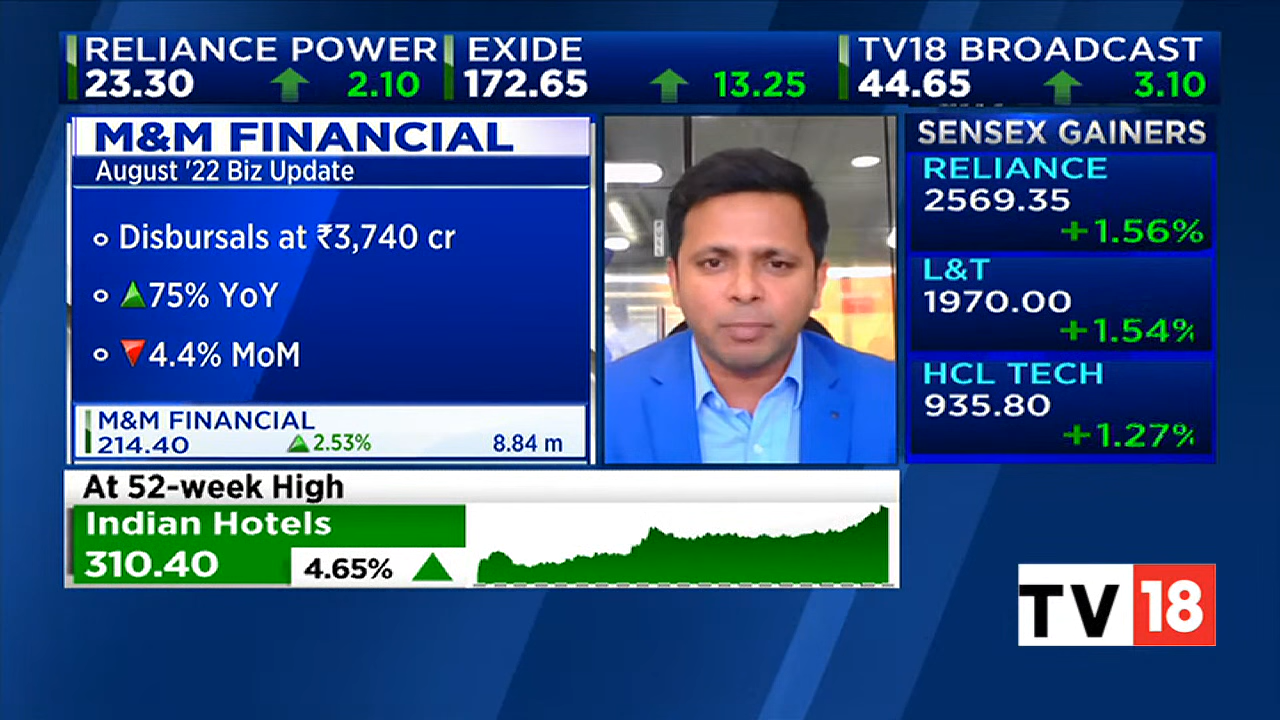 RELIANCE POWER
23.30 2.10
EXIDE
172.65 13.25
TV18 BROADCAST
44.65 3.10
M&M FINANCIAL
August '22 Biz Update
Disbursals at ₹3,740 cr
75% YoY
4.4% MoM
M&M FINANCIAL
214.40 2.53% 8.84 m
SENSEX GAINERS
RELIANCE
2569.35
+1.56%
L&T
1970.00
+1.54%
HCL TECH
935.80
+1.27%
At 52-week High
Indian Hotels
310.40 4.65%
TV18